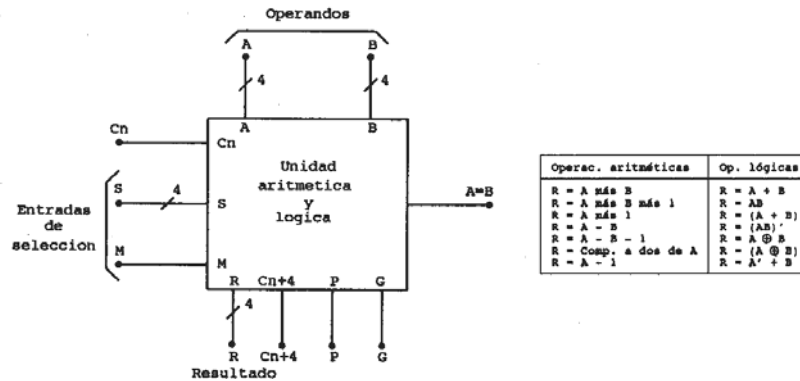 Operandos
A B
4 4
A B
Cn
Cn
Unidad
aritmetica
y
logica
A=B
S
4
S
Entradas
de
seleccion
M
M
R Cn+4 P G
4
R Cn+4 P G
Resultado
Operac. aritméticas Op. lógicas
R = A más B R = A + B
R = A más B más 1 R = AB
R = A más 1 R = (A + B)
R = A - B R = (AB)'
R = A - B - 1 R = A ⊕ B
R = Comp. a dos de A R = (A ⊕ B)
R = A - 1 R = A' + B